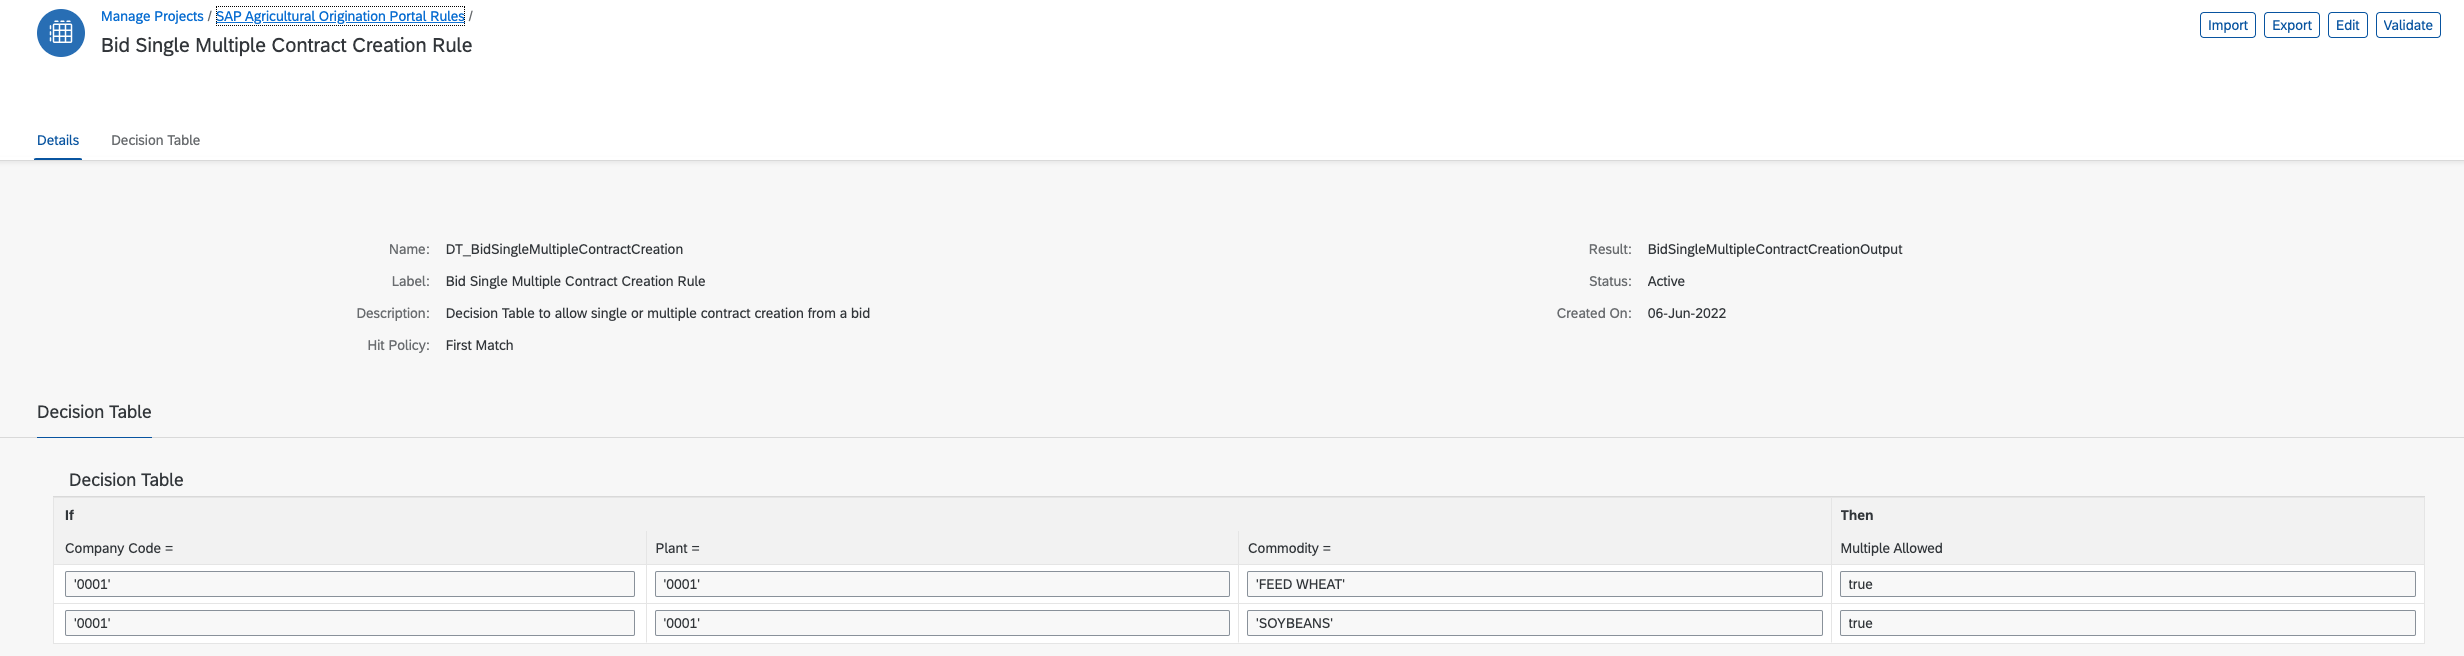 Manage Projects / SAP Agricultural Origination Portal Rules /
Bid Single Multiple Contract Creation Rule
Import Export Edit Validate
Details Decision Table
Name: DT_BidSingleMultipleContractCreation
Label: Bid Single Multiple Contract Creation Rule
Description: Decision Table to allow single or multiple contract creation from a bid
Hit Policy: First Match
Result: BidSingleMultipleContractCreationOutput
Status: Active
Created On: 06-Jun-2022
Decision Table
Decision Table
If Then
Company Code = Plant = Commodity = Multiple Allowed
'0001' '0001' 'FEED WHEAT' true
'0001' '0001' 'SOYBEANS' true